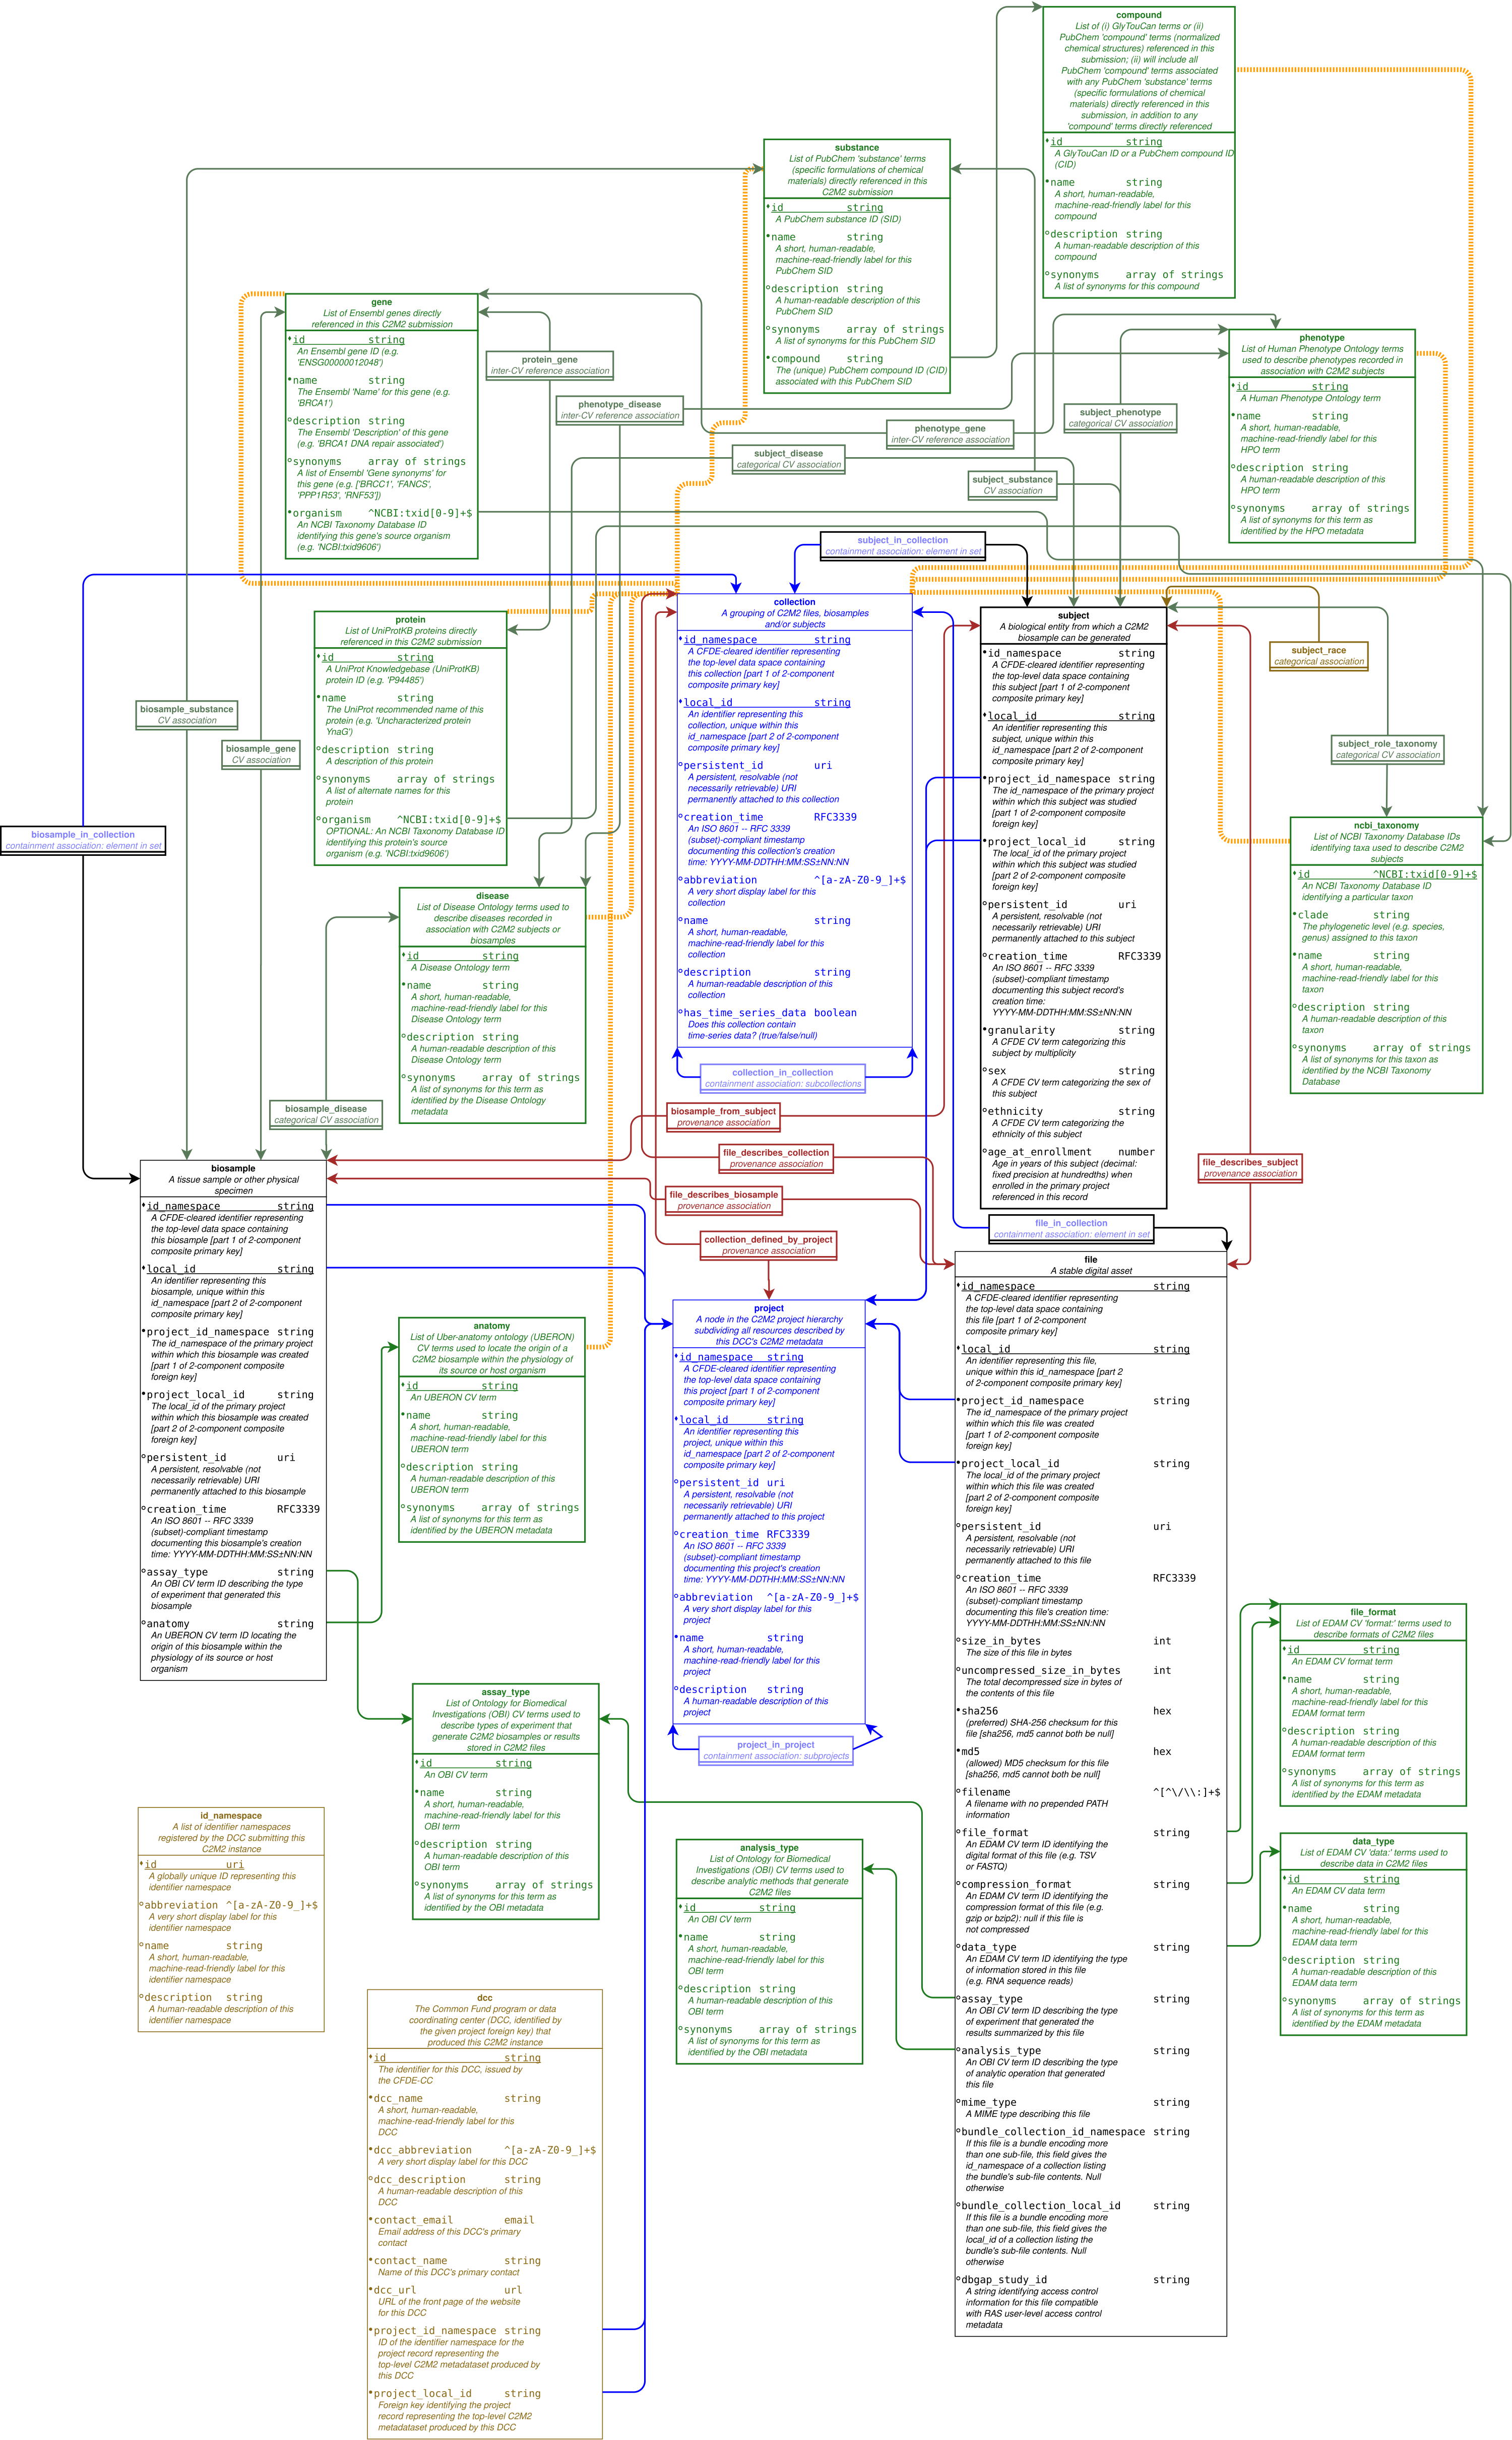 compound
List of (i) GlyTouCan terms or (ii)
PubChem 'compound' terms (normalized
chemical structures) referenced in this
submission; (ii) will include all
PubChem 'compound' terms associated
with any PubChem 'substance' terms
(specific formulations of chemical
materials) directly referenced in this
submission, in addition to any
'compound' terms directly referenced
id string
A GlyTouCan ID or a PubChem compound ID
(CID)
name string
A short, human-readable,
machine-read-friendly label for this
compound
description string
A human-readable description of this
compound
synonyms array of strings
A list of synonyms for this compound
substance
List of PubChem 'substance' terms
(specific formulations of chemical
materials) directly referenced in this
C2M2 submission
id string
A PubChem substance ID (SID)
name string
A short, human-readable,
machine-read-friendly label for this
PubChem SID
description string
A human-readable description of this
PubChem SID
synonyms array of strings
A list of synonyms for this PubChem SID
compound string
The (unique) PubChem compound ID (CID)
associated with this PubChem SID
gene
List of Ensembl genes directly
referenced in this C2M2 submission
id string
An Ensembl gene ID (e.g.
'ENSG00000012048')
name string
The Ensembl 'Name' for this gene (e.g.
'BRCA1')
description string
The Ensembl 'Description' of this gene
(e.g. 'BRCA1 DNA repair associated')
synonyms array of strings
A list of Ensembl 'Gene synonyms' for
this gene (e.g. ['BRCC1', 'FANCS',
'PPP1R53', 'RNF53'])
organism ^NCBI:txid[0-9]+$
An NCBI Taxonomy Database ID
identifying this gene's source organism
(e.g. 'NCBI:txid9606')
protein_gene
inter-CV reference association
phenotype_disease
inter-CV reference association
phenotype_gene
inter-CV reference association
subject_disease
categorical CV association
subject_phenotype
categorical CV association
subject_substance
CV association
phenotype
List of Human Phenotype Ontology terms
used to describe phenotypes recorded in
association with C2M2 subjects
id string
A Human Phenotype Ontology term
name string
A short, human-readable,
machine-read-friendly label for this
HPO term
description string
A human-readable description of this
HPO term
synonyms array of strings
A list of synonyms for this term as
identified by the HPO metadata
subject_in_collection
containment association: element in set
protein
List of UniProtKB proteins directly
referenced in this C2M2 submission
id string
A UniProt Knowledgebase (UniProtKB)
protein ID (e.g. 'P94485')
name string
The UniProt recommended name of this
protein (e.g. 'Uncharacterized protein
YnaG')
description string
A description of this protein
synonyms array of strings
A list of alternate names for this
protein
organism ^NCBI:txid[0-9]+$
OPTIONAL: An NCBI Taxonomy Database ID
identifying this protein's source
organism (e.g. 'NCBI:txid9606')
collection
A grouping of C2M2 files, biosamples
and/or subjects
id_namespace string
A CFDE-cleared identifier representing
the top-level data space containing
this collection [part 1 of 2-component
composite primary key]
local_id string
An identifier representing this
collection, unique within this
id_namespace [part 2 of 2-component
composite primary key]
persistent_id uri
A persistent, resolvable (not
necessarily retrievable) URI
permanently attached to this collection
creation_time RFC3339
An ISO 8601 -- RFC 3339
(subset)-compliant timestamp
documenting this collection's creation
time: YYYY-MM-DDTHH:MM:SS±NN:NN
abbreviation ^[a-zA-Z0-9_]+$
A very short display label for this
collection
name string
A short, human-readable,
machine-read-friendly label for this
collection
description string
A human-readable description of this
collection
has_time_series_data boolean
Does this collection contain
time-series data? (true/false/null)
subject
A biological entity from which a C2M2
biosample can be generated
id_namespace string
A CFDE-cleared identifier representing
the top-level data space containing
this subject [part 1 of 2-component
composite primary key]
local_id string
An identifier representing this
subject, unique within this
id_namespace [part 2 of 2-component
composite primary key]
project_id_namespace string
The id_namespace of the primary project
within which this subject was studied
[part 1 of 2-component composite
foreign key]
project_local_id string
The local_id of the primary project
within which this subject was studied
[part 2 of 2-component composite
foreign key]
persistent_id uri
A persistent, resolvable (not
necessarily retrievable) URI
permanently attached to this subject
creation_time RFC3339
An ISO 8601 -- RFC 3339
(subset)-compliant timestamp
documenting this subject record's
creation time:
YYYY-MM-DDTHH:MM:SS±NN:NN
granularity string
A CFDE CV term categorizing this
subject by multiplicity
sex string
A CFDE CV term categorizing the sex of
this subject
ethnicity string
A CFDE CV term categorizing the
ethnicity of this subject
age_at_enrollment number
Age in years of this subject (decimal:
fixed precision at hundredths) when
enrolled in the primary project
referenced in this record
subject_race
categorical association
subject_role_taxonomy
categorical CV association
biosample_substance
CV association
biosample_gene
CV association
biosample_in_collection
containment association: element in set
ncbi_taxonomy
List of NCBI Taxonomy Database IDs
identifying taxa used to describe C2M2
subjects
id ^NCBI:txid[0-9]+$
An NCBI Taxonomy Database ID
identifying a particular taxon
clade string
The phylogenetic level (e.g. species,
genus) assigned to this taxon
name string
A short, human-readable,
machine-read-friendly label for this
taxon
description string
A human-readable description of this
taxon
synonyms array of strings
A list of synonyms for this taxon as
identified by the NCBI Taxonomy
Database
disease
List of Disease Ontology terms used to
describe diseases recorded in
association with C2M2 subjects or
biosamples
id string
A Disease Ontology term
name string
A short, human-readable,
machine-read-friendly label for this
Disease Ontology term
description string
A human-readable description of this
Disease Ontology term
synonyms array of strings
A list of synonyms for this term as
identified by the Disease Ontology
metadata
collection_in_collection
containment association: subcollections
biosample_disease
categorical CV association
biosample_from_subject
provenance association
file_describes_collection
provenance association
file_describes_subject
provenance association
file_describes_biosample
provenance association
file_in_collection
containment association: element in set
collection_defined_by_project
provenance association
biosample
A tissue sample or other physical
specimen
id_namespace string
A CFDE-cleared identifier representing
the top-level data space containing
this biosample [part 1 of 2-component
composite primary key]
local_id string
An identifier representing this
biosample, unique within this
id_namespace [part 2 of 2-component
composite primary key]
project_id_namespace string
The id_namespace of the primary project
within which this biosample was created
[part 1 of 2-component composite
foreign key]
project_local_id string
The local_id of the primary project
within which this biosample was created
[part 2 of 2-component composite
foreign key]
persistent_id uri
A persistent, resolvable (not
necessarily retrievable) URI
permanently attached to this biosample
creation_time RFC3339
An ISO 8601 -- RFC 3339
(subset)-compliant timestamp
documenting this biosample's creation
time: YYYY-MM-DDTHH:MM:SS±NN:NN
assay_type string
An OBI CV term ID describing the type
of experiment that generated this
biosample
anatomy string
An UBERON CV term ID locating the
origin of this biosample within the
physiology of its source or host
organism
anatomy
List of Uber-anatomy ontology (UBERON)
CV terms used to locate the origin of a
C2M2 biosample within the physiology of
its source or host organism
id string
An UBERON CV term
name string
A short, human-readable,
machine-read-friendly label for this
UBERON term
description string
A human-readable description of this
UBERON term
synonyms array of strings
A list of synonyms for this term as
identified by the UBERON metadata
project
A node in the C2M2 project hierarchy
subdividing all resources described by
this DCC's C2M2 metadata
id_namespace string
A CFDE-cleared identifier representing
the top-level data space containing
this project [part 1 of 2-component
composite primary key]
local_id string
An identifier representing this
project, unique within this
id_namespace [part 2 of 2-component
composite primary key]
persistent_id uri
A persistent, resolvable (not
necessarily retrievable) URI
permanently attached to this project
creation_time RFC3339
An ISO 8601 -- RFC 3339
(subset)-compliant timestamp
documenting this project's creation
time: YYYY-MM-DDTHH:MM:SS±NN:NN
abbreviation ^[a-zA-Z0-9_]+$
A very short display label for this
project
name string
A short, human-readable,
machine-read-friendly label for this
project
description string
A human-readable description of this
project
project_in_project
containment association: subprojects
file
A stable digital asset
id_namespace string
A CFDE-cleared identifier representing
the top-level data space containing
this file [part 1 of 2-component
composite primary key]
local_id string
An identifier representing this file,
unique within this id_namespace [part 2
of 2-component composite primary key]
project_id_namespace string
The id_namespace of the primary project
within which this file was created
[part 1 of 2-component composite
foreign key]
project_local_id string
The local_id of the primary project
within which this file was created
[part 2 of 2-component composite
foreign key]
persistent_id uri
A persistent, resolvable (not
necessarily retrievable) URI
permanently attached to this file
creation_time RFC3339
An ISO 8601 -- RFC 3339
(subset)-compliant timestamp
documenting this file's creation time:
YYYY-MM-DDTHH:MM:SS±NN:NN
size_in_bytes int
The size of this file in bytes
uncompressed_size_in_bytes int
The total decompressed size in bytes of
the contents of this file
sha256 hex
(preferred) SHA-256 checksum for this
file [sha256, md5 cannot both be null]
md5 hex
(allowed) MD5 checksum for this file
[sha256, md5 cannot both be null]
filename ^[^\/\\:]+$
A filename with no prepended PATH
information
file_format string
An EDAM CV term ID identifying the
digital format of this file (e.g. TSV
or FASTQ)
compression_format string
An EDAM CV term ID identifying the
compression format of this file (e.g.
gzip or bzip2): null if this file is
not compressed
data_type string
An EDAM CV term ID identifying the type
of information stored in this file
(e.g. RNA sequence reads)
assay_type string
An OBI CV term ID describing the type
of experiment that generated the
results summarized by this file
analysis_type string
An OBI CV term ID describing the type
of analytic operation that generated
this file
mime_type string
A MIME type describing this file
bundle_collection_id_namespace string
If this file is a bundle encoding more
than one sub-file, this field gives the
id_namespace of a collection listing
the bundle's sub-file contents. Null
otherwise
bundle_collection_local_id string
If this file is a bundle encoding more
than one sub-file, this field gives the
local_id of a collection listing the
bundle's sub-file contents. Null
otherwise
dbgap_study_id string
A string identifying access control
information for this file compatible
with RAS user-level access control
metadata
file_format
List of EDAM CV 'format:' terms used to
describe formats of C2M2 files
id string
An EDAM CV format term
name string
A short, human-readable,
machine-read-friendly label for this
EDAM format term
description string
A human-readable description of this
EDAM format term
synonyms array of strings
A list of synonyms for this term as
identified by the EDAM metadata
data_type
List of EDAM CV 'data:' terms used to
describe data in C2M2 files
id string
An EDAM CV data term
name string
A short, human-readable,
machine-read-friendly label for this
EDAM data term
description string
A human-readable description of this
EDAM data term
synonyms array of strings
A list of synonyms for this term as
identified by the EDAM metadata
assay_type
List of Ontology for Biomedical
Investigations (OBI) CV terms used to
describe types of experiment that
generate C2M2 biosamples or results
stored in C2M2 files
id string
An OBI CV term
name string
A short, human-readable,
machine-read-friendly label for this
OBI term
description string
A human-readable description of this
OBI term
synonyms array of strings
A list of synonyms for this term as
identified by the OBI metadata
analysis_type
List of Ontology for Biomedical
Investigations (OBI) CV terms used to
describe analytic methods that generate
C2M2 files
id string
An OBI CV term
name string
A short, human-readable,
machine-read-friendly label for this
OBI term
description string
A human-readable description of this
OBI term
synonyms array of strings
A list of synonyms for this term as
identified by the OBI metadata
id_namespace
A list of identifier namespaces
registered by the DCC submitting this
C2M2 instance
id uri
A globally unique ID representing this
identifier namespace
abbreviation ^[a-zA-Z0-9_]+$
A very short display label for this
identifier namespace
name string
A short, human-readable,
machine-read-friendly label for this
identifier namespace
description string
A human-readable description of this
identifier namespace
dcc
The Common Fund program or data
coordinating center (DCC, identified by
the given project foreign key) that
produced this C2M2 instance
id string
The identifier for this DCC, issued by
the CFDE-CC
dcc_name string
A short, human-readable,
machine-read-friendly label for this
DCC
dcc_abbreviation ^[a-zA-Z0-9_]+$
A very short display label for this DCC
dcc_description string
A human-readable description of this
DCC
contact_email email
Email address of this DCC's primary
contact
contact_name string
Name of this DCC's primary contact
dcc_url url
URL of the front page of the website
for this DCC
project_id_namespace string
ID of the identifier namespace for the
project record representing the
top-level C2M2 metadataset produced by
this DCC
project_local_id string
Foreign key identifying the project
record representing the top-level C2M2
metadataset produced by this DCC